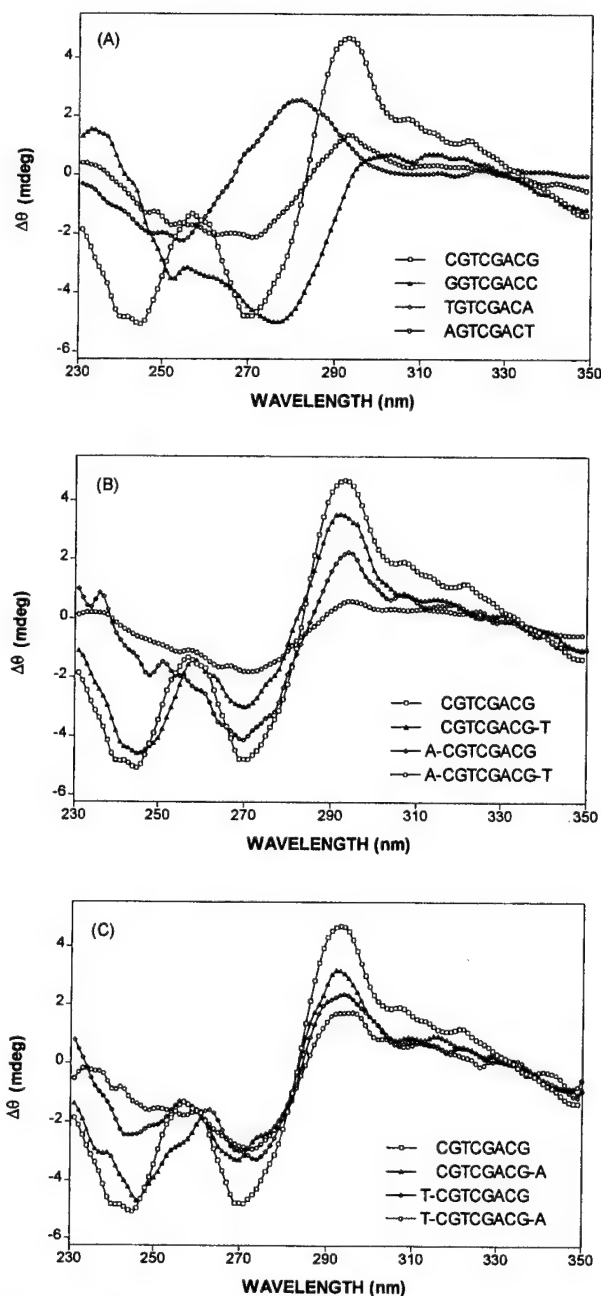 (A)
Δθ (mdeg)
4
2
0
-2
-4
-6
CGTCGACG
GGTCGACC
TGTCGACA
AGTCGACT
230 250 270 290 310 330 350
WAVELENGTH (nm)
(B)
Δθ (mdeg)
4
2
0
-2
-4
-6
CGTCGACG
CGTCGACG-T
A-CGTCGACG
A-CGTCGACG-T
230 250 270 290 310 330 350
WAVELENGTH (nm)
(C)
Δθ (mdeg)
4
2
0
-2
-4
-6
CGTCGACG
CGTCGACG-A
T-CGTCGACG
T-CGTCGACG-A
230 250 270 290 310 330 350
WAVELENGTH (nm)